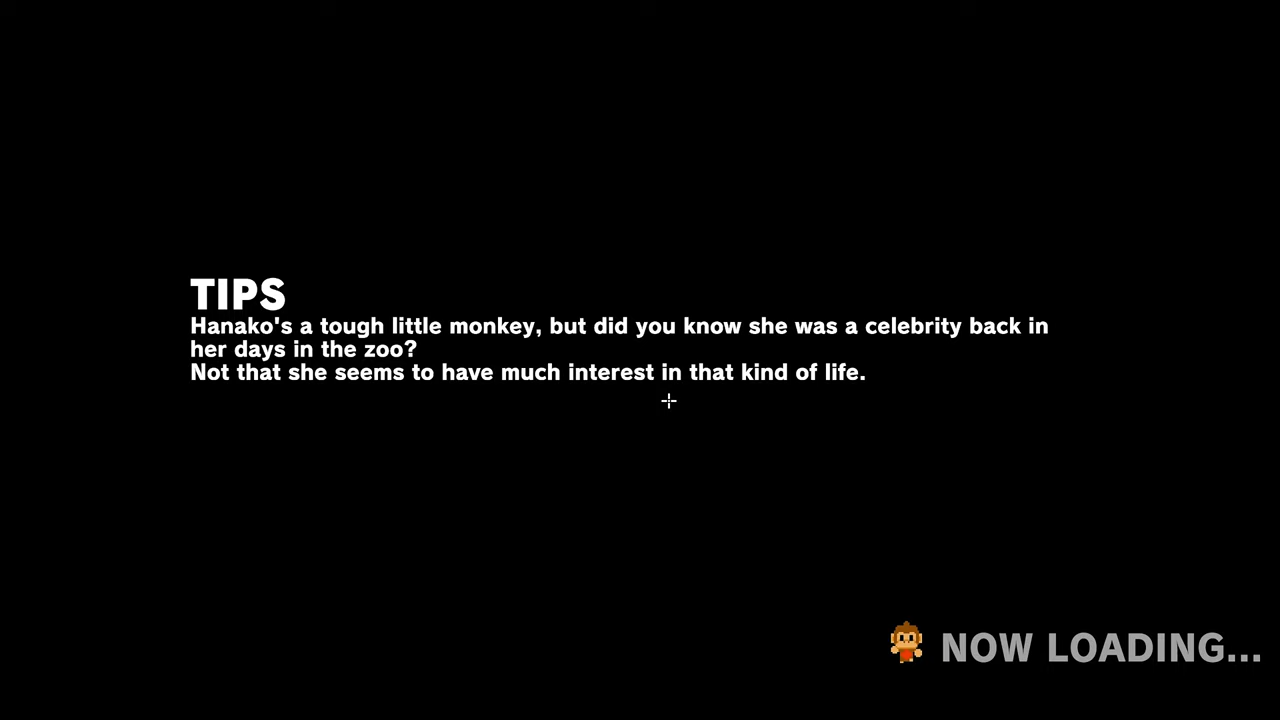 TIPS
Hanako's a tough little monkey, but did you know she was a celebrity back in
her days in the zoo?
Not that she seems to have much interest in that kind of life.
NOW LOADING...